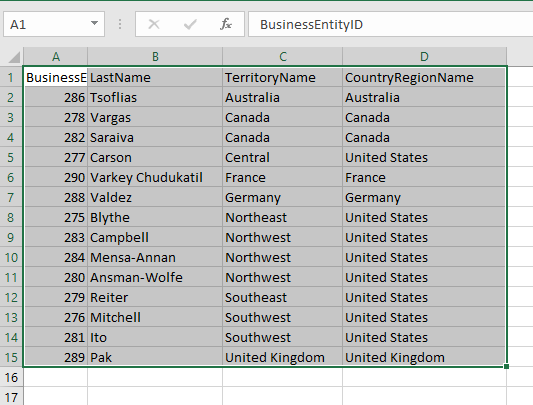 A1 fx BusinessEntityID
A B C D
1 BusinessE LastName TerritoryName CountryRegionName
2 286 Tsoflias Australia Australia
3 278 Vargas Canada Canada
4 282 Saraiva Canada Canada
5 277 Carson Central United States
6 290 Varkey Chudukatil France France
7 288 Valdez Germany Germany
8 275 Blythe Northeast United States
9 283 Campbell Northwest United States
10 284 Mensa-Annan Northwest United States
11 280 Ansman-Wolfe Northwest United States
12 279 Reiter Southeast United States
13 276 Mitchell Southwest United States
14 281 Ito Southwest United States
15 289 Pak United Kingdom United Kingdom
16
17